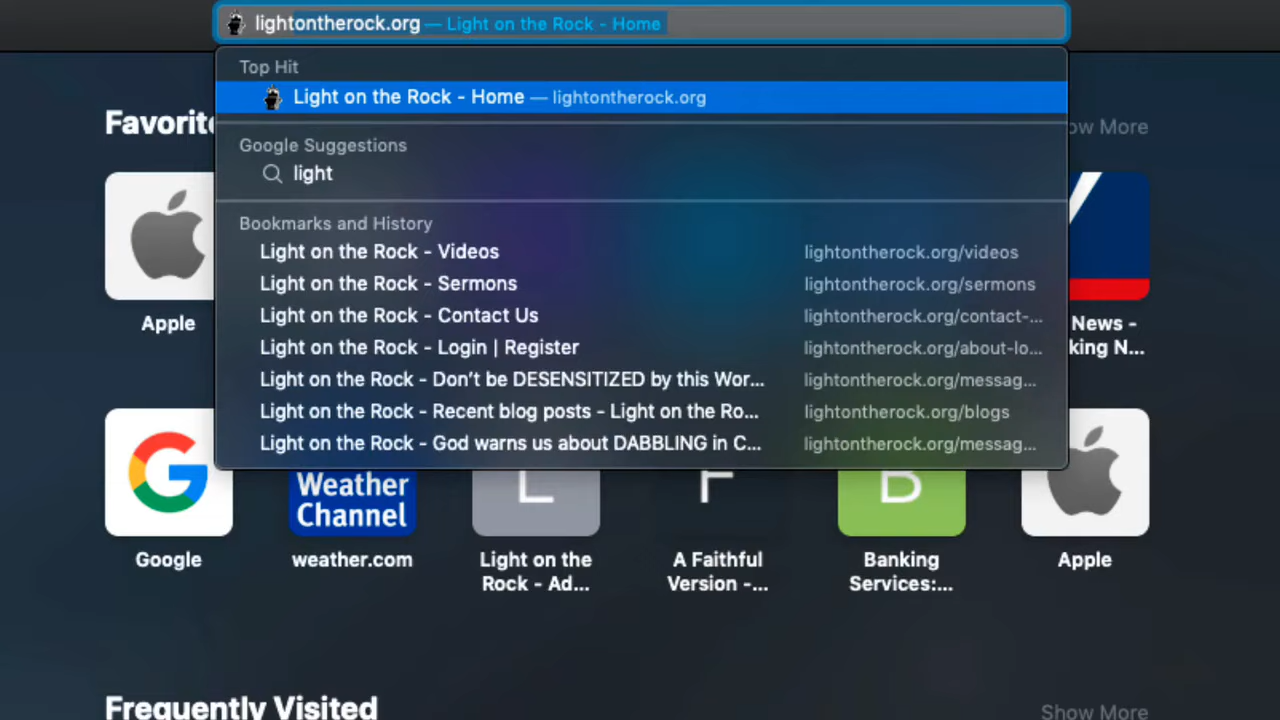 lightontherock.org — Light on the Rock - Home
Top Hit
Light on the Rock - Home — lightontherock.org
Favorit
ow More
Google Suggestions
light
Bookmarks and History
Light on the Rock - Videos lightontherock.org/videos
Light on the Rock - Sermons lightontherock.org/sermons
Light on the Rock - Contact Us lightontherock.org/contact-...
Light on the Rock - Login | Register lightontherock.org/about-lo...
Light on the Rock - Don’t be DESENSITIZED by this Wor... lightontherock.org/messag...
Light on the Rock - Recent blog posts - Light on the Ro... lightontherock.org/blogs
Light on the Rock - God warns us about DABBLING in C... lightontherock.org/messag...
Apple
News -
king N...
Weather
Channel
L
F
B
Google
weather.com
Light on the
Rock - Ad...
A Faithful
Version -...
Banking
Services:...
Apple
Frequently Visited
Show More